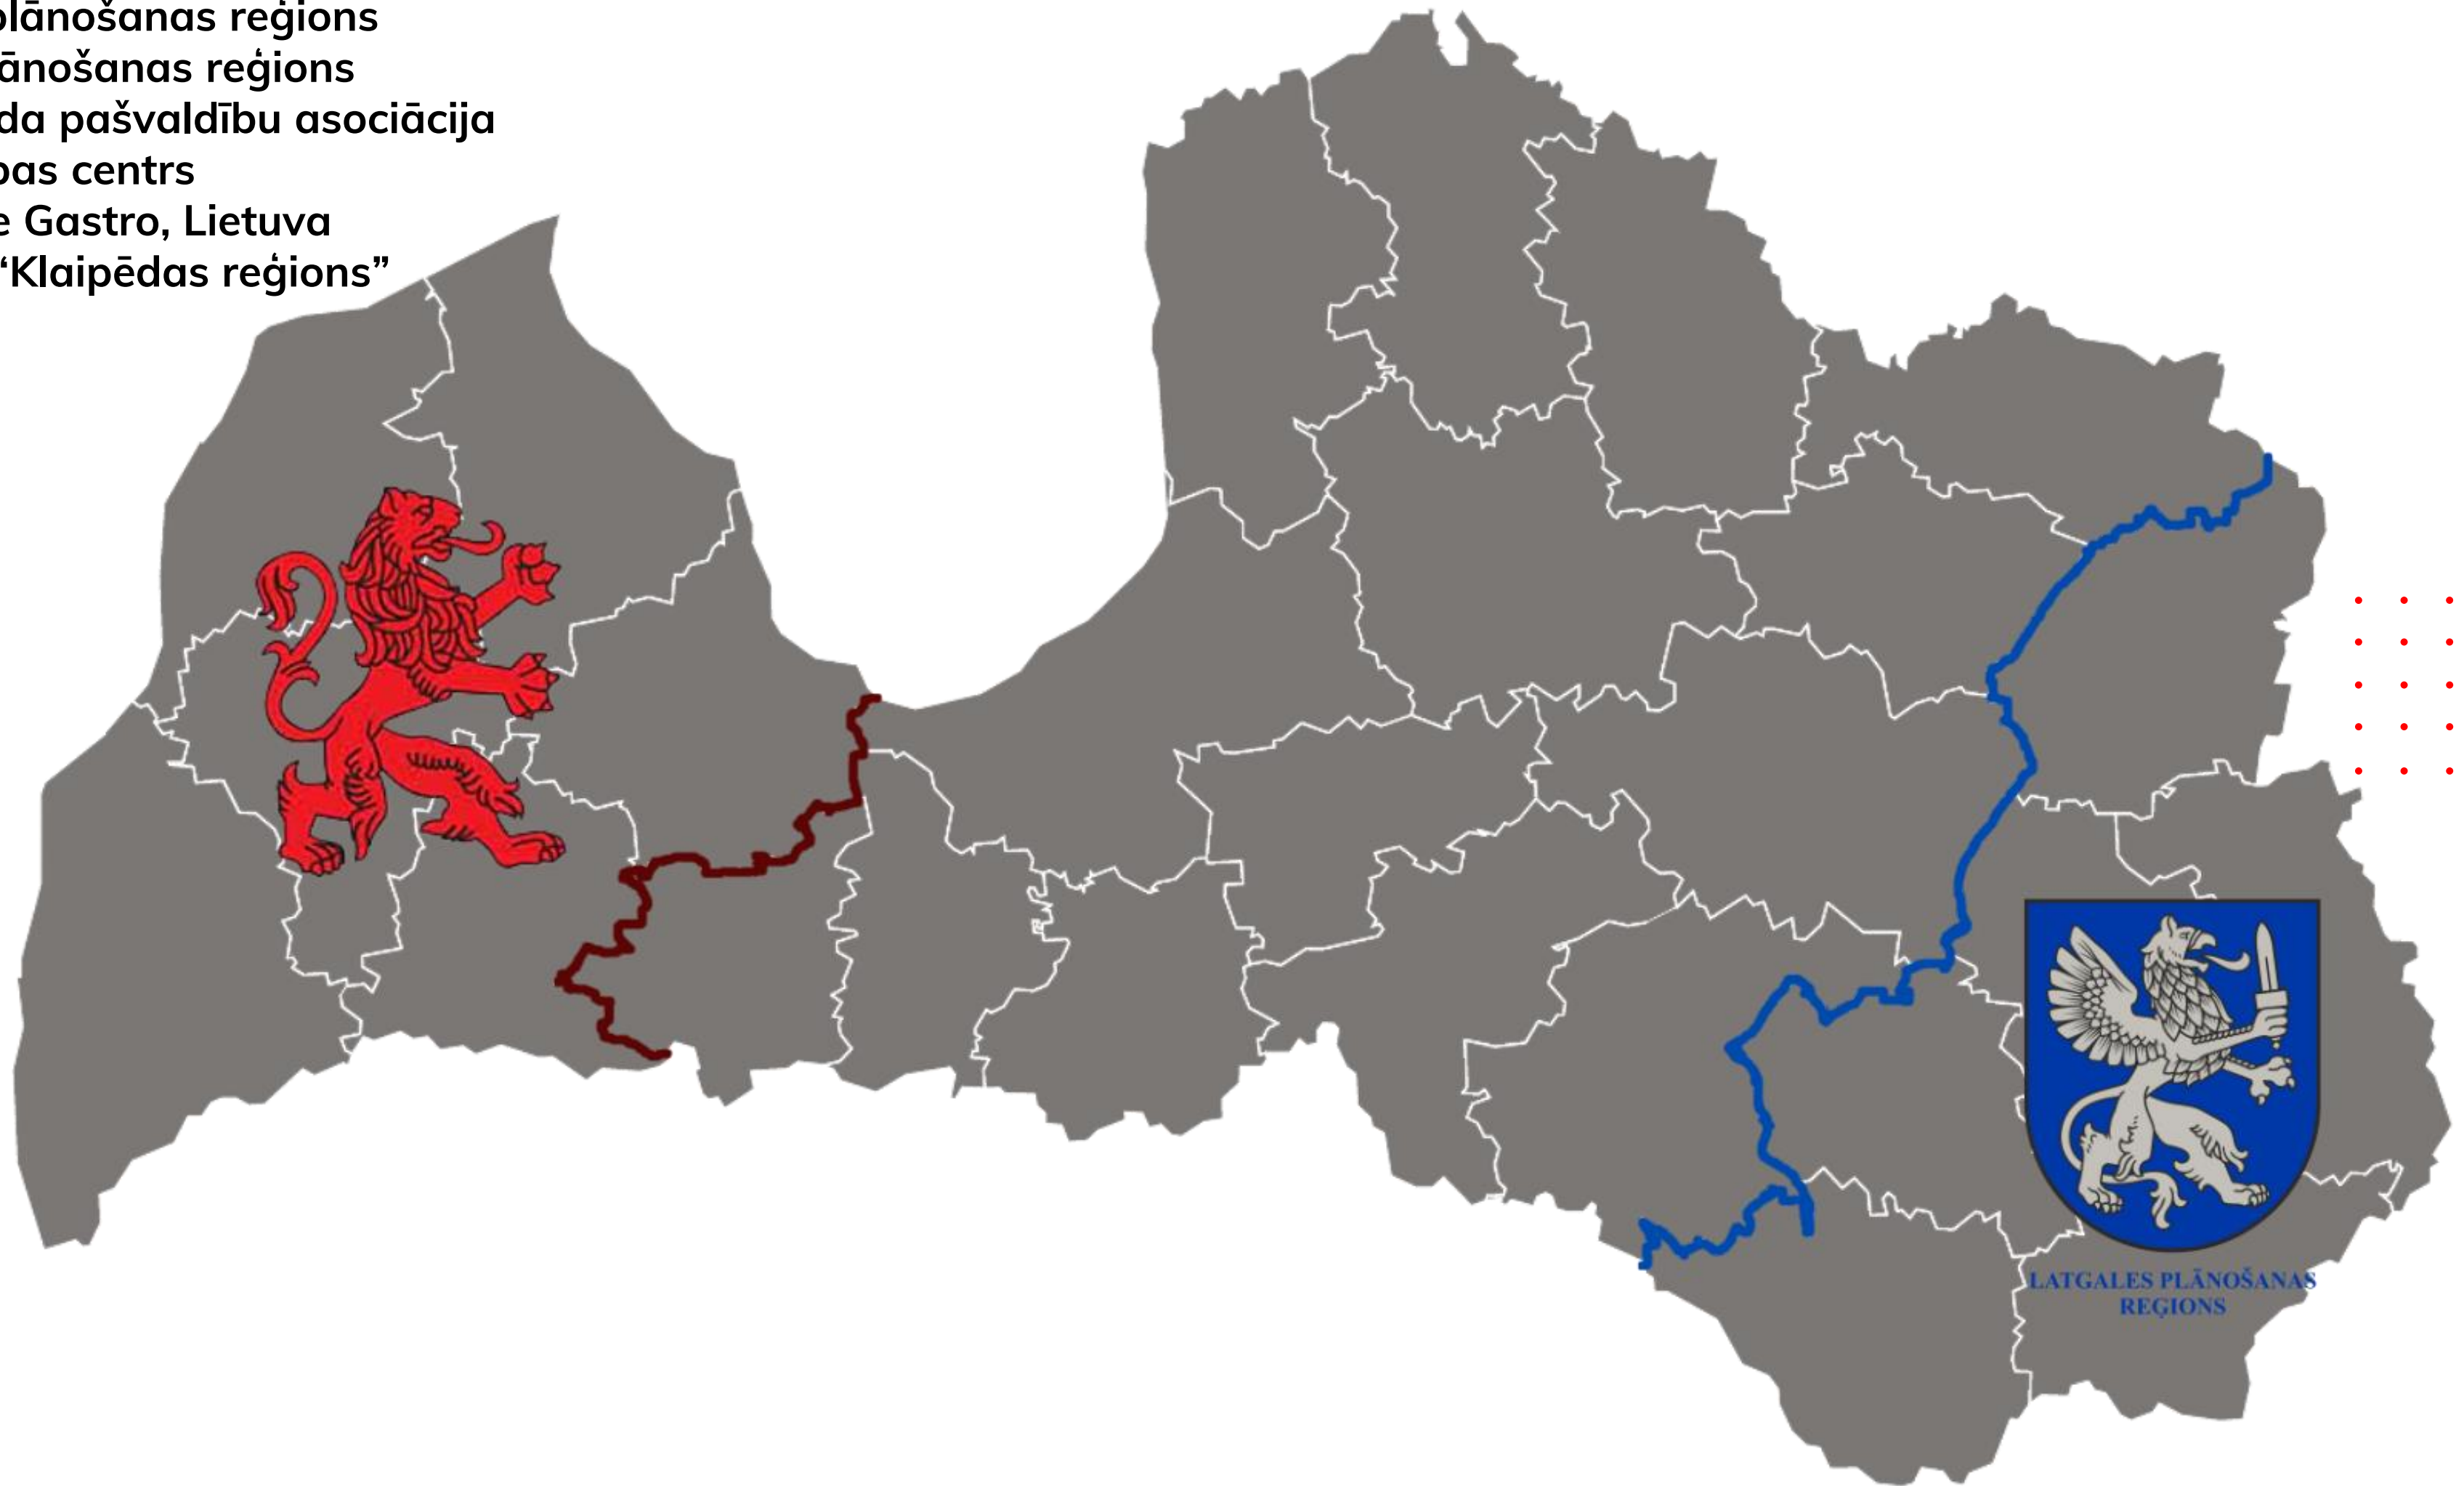 plānošanas reģions
ānošanas reģions
da pašvaldību asociācija
bas centrs
e Gastro, Lietuva
“Klaipēdas reģions”
LATGALES PLĀNOŠANAS
REĢIONS